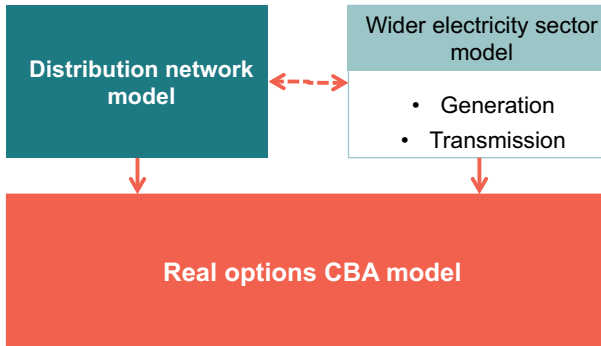 Distribution network
model
Wider electricity sector
model
• Generation
• Transmission
Real options CBA model